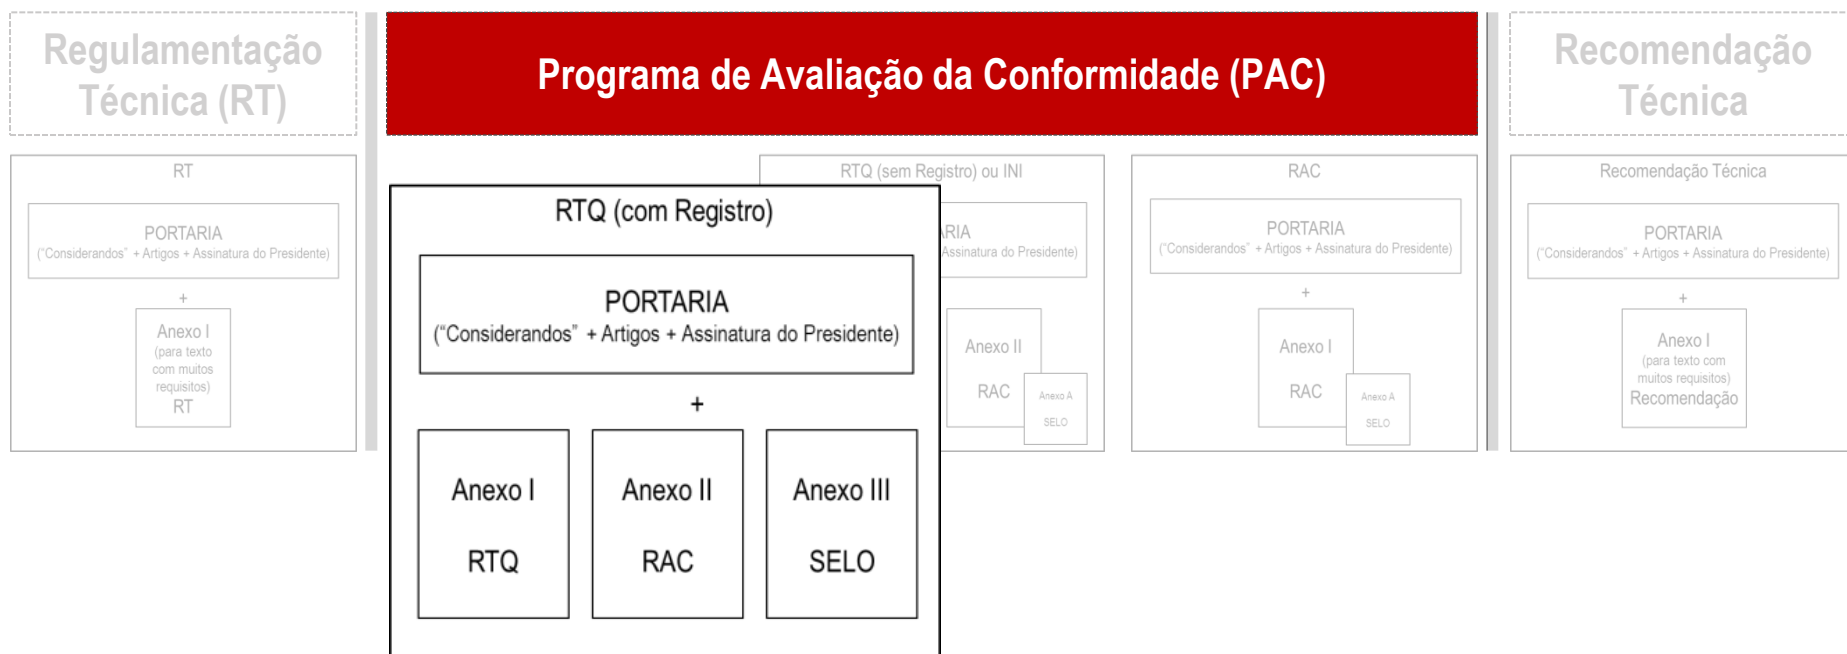 Regulamentação
Técnica (RT)
Programa de Avaliação da Conformidade (PAC)
Recomendação
Técnica
RT
PORTARIA
(“Considerandos” + Artigos + Assinatura do Presidente)
+
Anexo I
(para texto
com muitos
requisitos)
RT
RTQ (com Registro)
PORTARIA
(“Considerandos” + Artigos + Assinatura do Presidente)
+
Anexo I
RTQ
Anexo II
RAC
Anexo III
SELO
RTQ (sem Registro) ou INI
Assinatura do Presidente)
Anexo II
RAC
Anexo A
SELO
RAC
PORTARIA
(“Considerandos” + Artigos + Assinatura do Presidente)
+
Anexo I
RAC
Anexo A
SELO
Recomendação Técnica
PORTARIA
(“Considerandos” + Artigos + Assinatura do Presidente)
+
Anexo I
(para texto com
muitos requisitos)
Recomendação